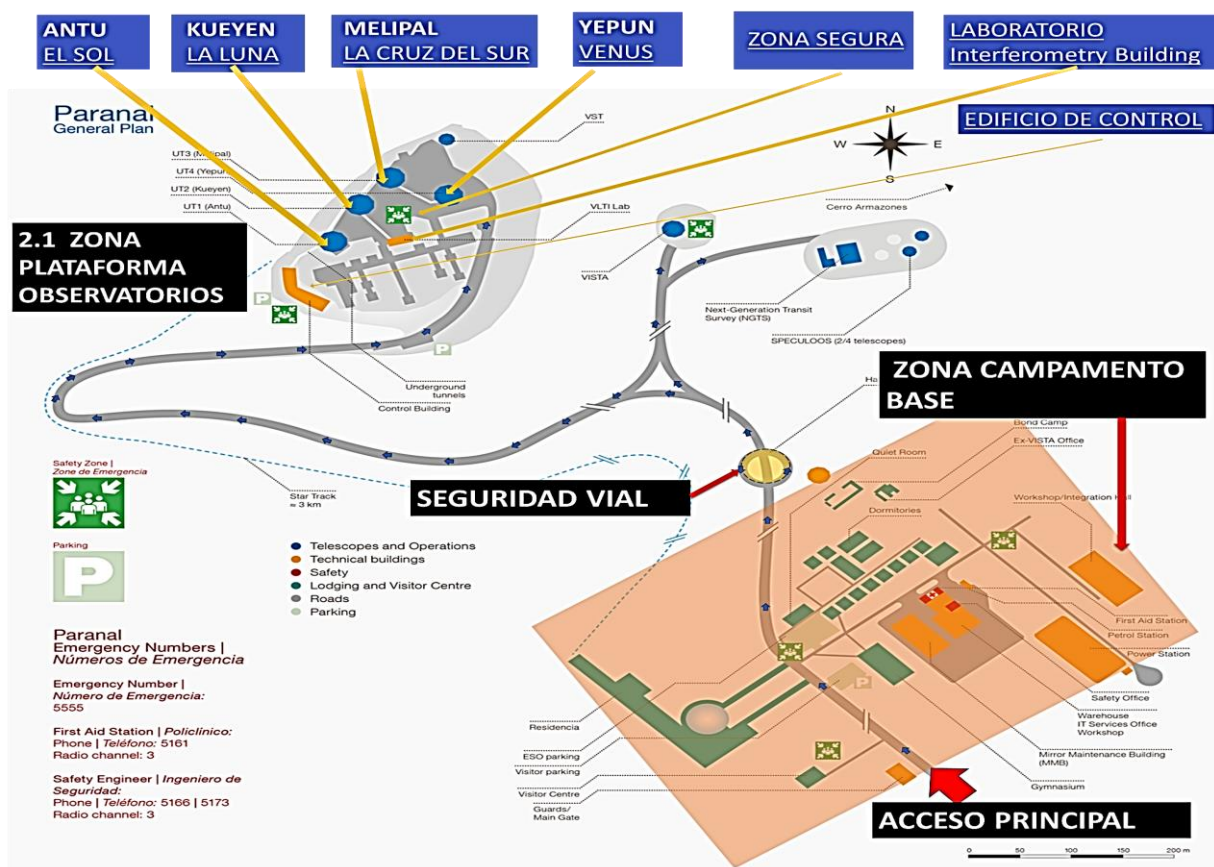 ANTU
EL SOL
KUEYEN
LA LUNA
MELIPAL
LA CRUZ DEL SUR
YEPUN
VENUS
ZONA SEGURA
LABORATORIO
Interferometry Building
EDIFICIO DE CONTROL
Paranal
General Plan
N
W
E
S
VST
UT3 (Melipal)
UT4 (Yepun)
UT2 (Kueyen)
UT1 (Antu)
VLTI Lab
Cerro Armazones
2.1 ZONA
PLATAFORMA
OBSERVATORIOS
P
P
VISTA
Next-Generation Transit
Survey (NGTS)
SPECULOOS (2/4 telescopes)
Underground
tunnels
Control Building
ZONA CAMPAMENTO
BASE
Bond Camp
Ex-VISTA Office
Quiet Room
Safety Zone |
Zone de Emergencia
Star Track
≈ 3 km
SEGURIDAD VIAL
Workshop/Integration Hall
Dormitories
Parking
P
Telescopes and Operations
Technical buildings
Safety
Lodging and Visitor Centre
Roads
Parking
First Aid Station
Petrol Station
Power Station
Paranal
Emergency Numbers |
Números de Emergencia
Emergency Number |
Número de Emergencia:
5555
First Aid Station | Policlínico:
Phone | Teléfono: 5161
Radio channel: 3
Safety Engineer | Ingeniero de
Seguridad:
Phone | Teléfono: 5166 | 5173
Radio channel: 3
P
Safety Office
Warehouse
IT Services Office
Workshop
Residencia
ESO parking
Visitor parking
Mirror Maintenance Building
(MMB)
Gymnasium
Visitor Centre
Guards/
Main Gate
ACCESO PRINCIPAL
0 50 100 150 200 m